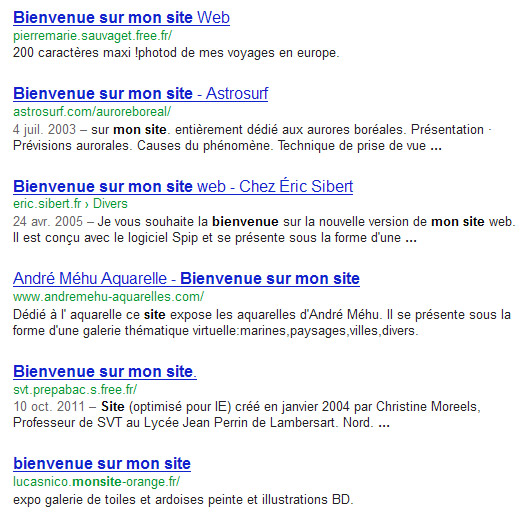 Bienvenue sur mon site Web
pierremarie.sauvaget.free.fr/
200 caractères maxi !photod de mes voyages en europe.
Bienvenue sur mon site - Astrosurf
astrosurf.com/auroreboreal/
4 juil. 2003 – sur mon site. entièrement dédié aux aurores boréales. Présentation ·
Prévisions aurorales. Causes du phénomène. Technique de prise de vue ...
Bienvenue sur mon site web - Chez Éric Sibert
eric.sibert.fr › Divers
24 avr. 2005 – Je vous souhaite la bienvenue sur la nouvelle version de mon site web.
Il est conçu avec le logiciel Spip et se présente sous la forme d'une ...
André Méhu Aquarelle - Bienvenue sur mon site
www.andremehu-aquarelles.com/
Dédié à l' aquarelle ce site expose les aquarelles d'André Méhu. Il se présente sous la
forme d'une galerie thématique virtuelle:marines,paysages,villes,divers.
Bienvenue sur mon site.
svt.prepabac.s.free.fr/
10 oct. 2011 – Site (optimisé pour IE) créé en janvier 2004 par Christine Moreels,
Professeur de SVT au Lycée Jean Perrin de Lambersart. Nord. ...
bienvenue sur mon site
lucasnico.monsite-orange.fr/
expo galerie de toiles et ardoises peinte et illustrations BD.